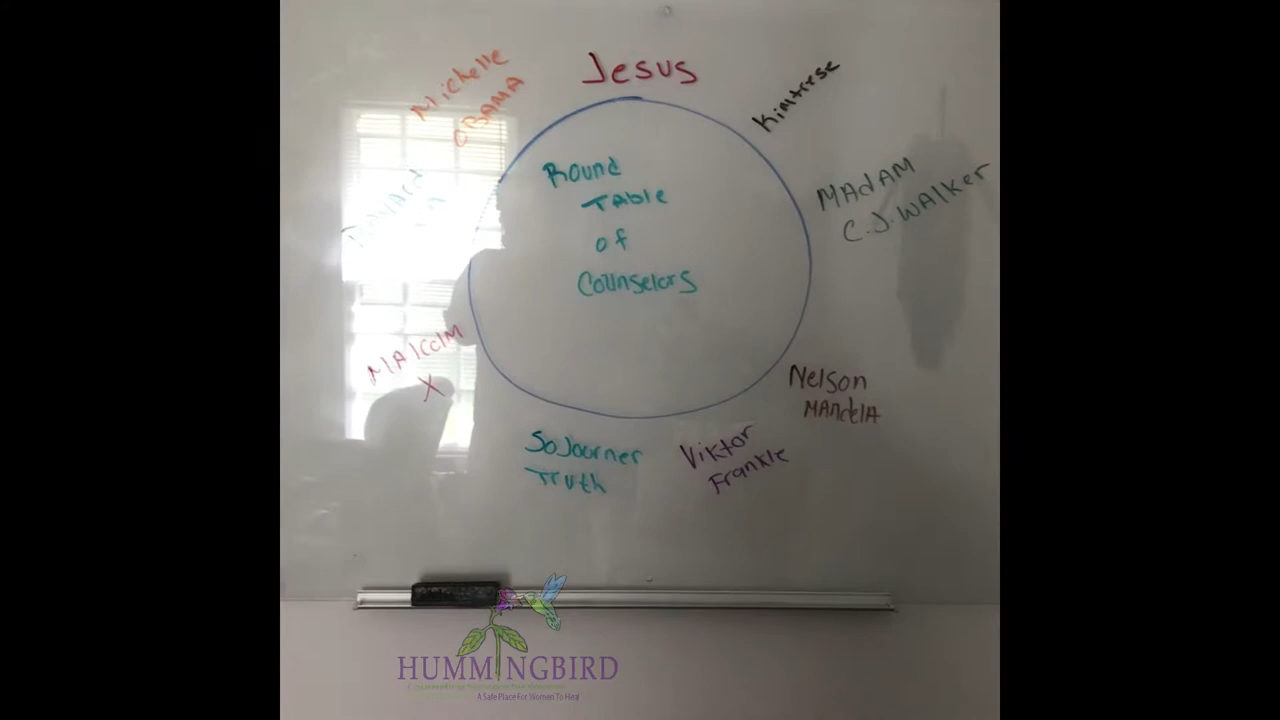 Jesus
Michelle
OBAMA
Kimtrese
MAdAM
C.J. WAlker
Round
TAble
of
Counselors
MAlcolM
X
Nelson
MAndelA
SoJourner
Truth
Viktor
Frankle
HUMMINGBIRD
A Safe Place For Women To Heal